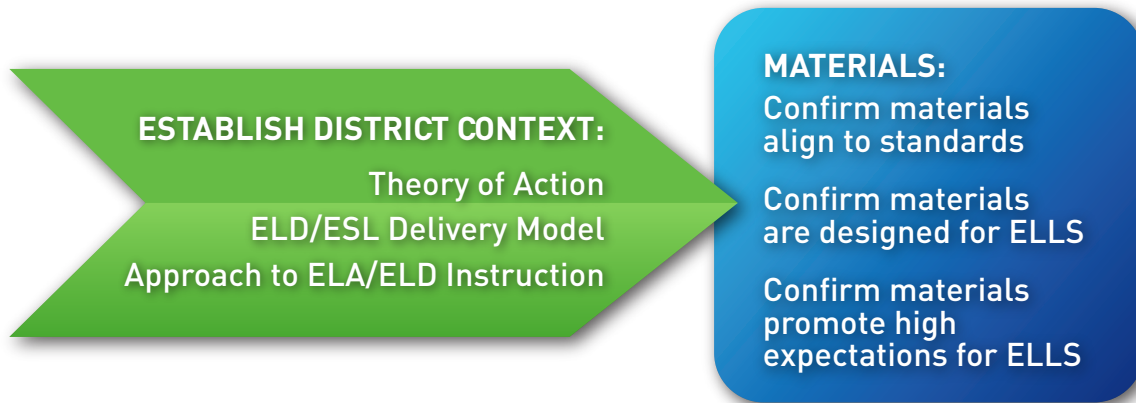 ESTABLISH DISTRICT CONTEXT:
Theory of Action
ELD/ESL Delivery Model
Approach to ELA/ELD Instruction
MATERIALS:
Confirm materials
align to standards
Confirm materials
are designed for ELLS
Confirm materials
promote high
expectations for ELLS